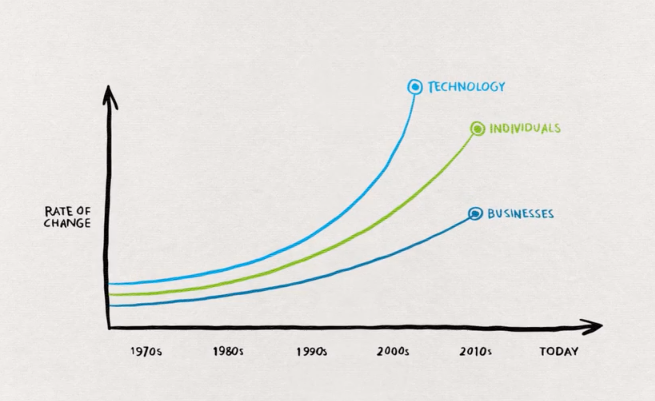 TECHNOLOGY
INDIVIDUALS
BUSINESSES
RATE OF
CHANGE
1970s 1980s 1990s 2000s 2010s TODAY